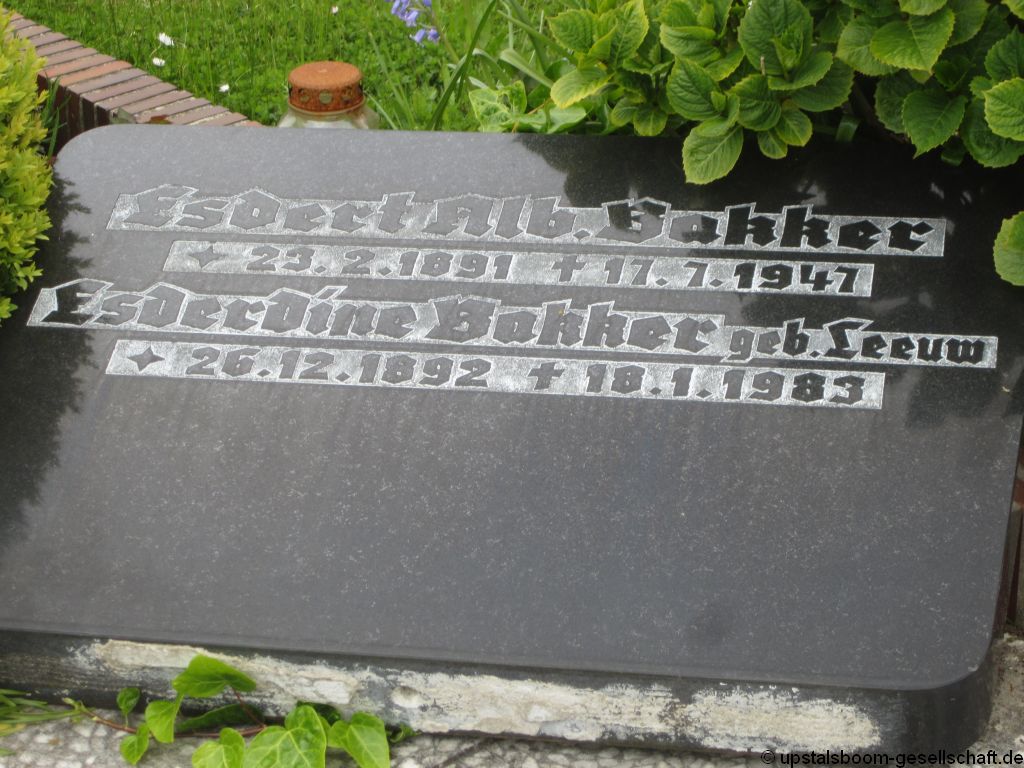 Esdert Alb. Bakker
✦ 23.2.1891 ✝ 17.7.1947
Esderdine Bakker geb. Leeuw
✦ 26.12.1892 ✝ 18.1.1983
© upstalsboom-gesellschaft.de